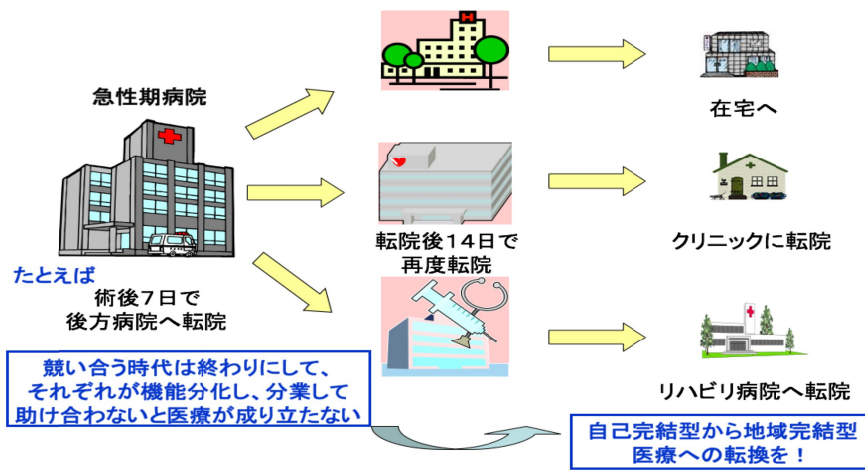 急性期病院
たとえば
術後７日で
後方病院へ転院
転院後１４日で
再度転院
在宅へ
クリニックに転院
リハビリ病院へ転院
競い合う時代は終わりにして、
それぞれが機能分化し、分業して
助け合わないと医療が成り立たない
自己完結型から地域完結型
医療への転換を！